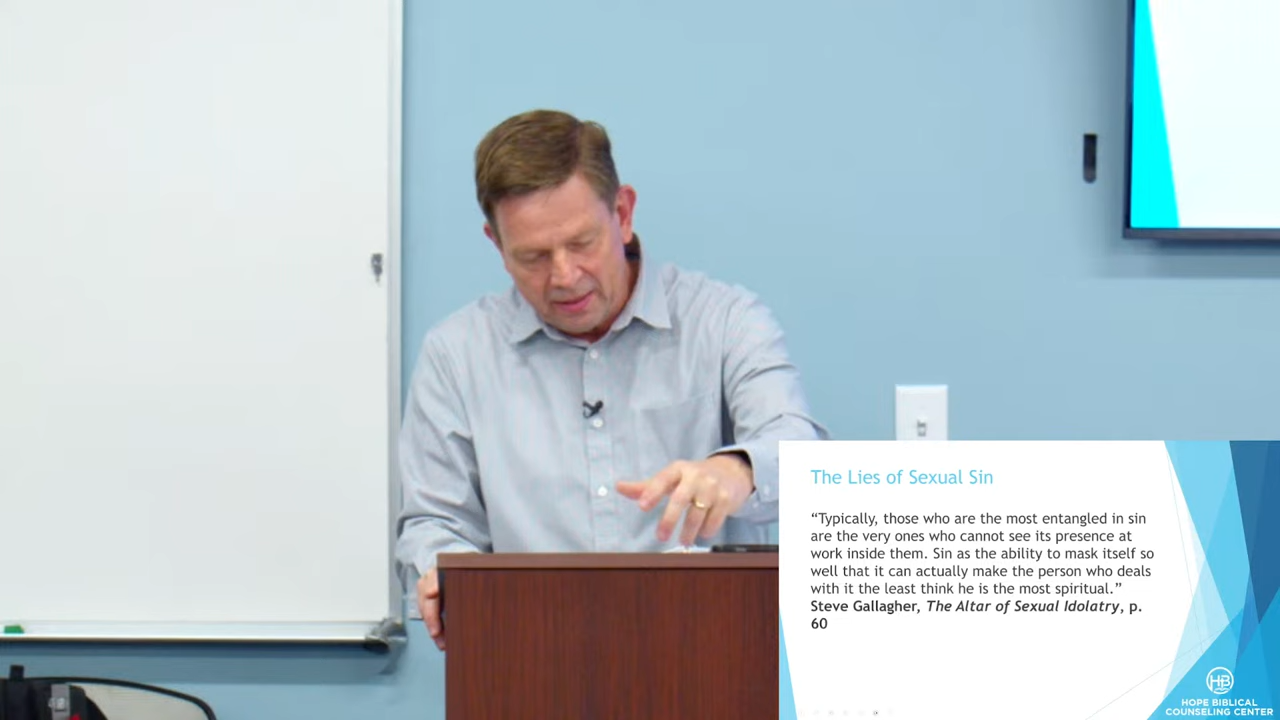 The Lies of Sexual Sin
“Typically, those who are the most entangled in sin
are the very ones who cannot see its presence at
work inside them. Sin as the ability to mask itself so
well that it can actually make the person who deals
with it the least think he is the most spiritual.”
Steve Gallagher, The Altar of Sexual Idolatry, p.
60
HB
HOPE BIBLICAL
COUNSELING CENTER